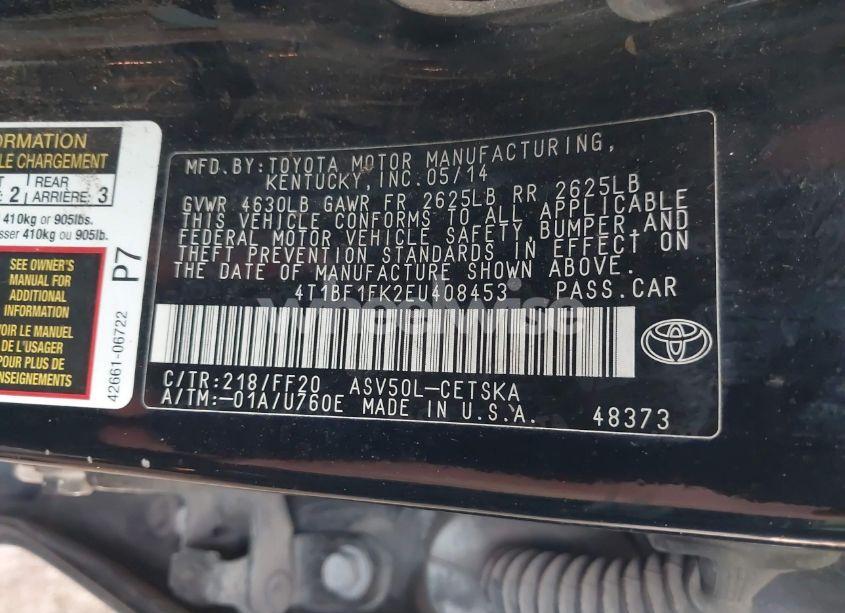 ORMATION
LE CHARGEMENT
T
: 2
REAR
ARRIÈRE: 3
410kg or 905lbs.
sser 410kg ou 905lb.
SEE OWNER'S
MANUAL FOR
ADDITIONAL
INFORMATION
VOIR LE MANUEL
DE L'USAGER
POUR PLUS DE
ENSEIGNEMENTS
P7
42661-06722
MFD.BY:TOYOTA MOTOR MANUFACTURING,
KENTUCKY,INC.05/14
GVWR 4630LB GAWR FR 2625LB RR 2625LB
THIS VEHICLE CONFORMS TO ALL APPLICABLE
FEDERAL MOTOR VEHICLE SAFETY,BUMPER,AND
THEFT PREVENTION STANDARDS IN EFFECT ON
THE DATE OF MANUFACTURE SHOWN ABOVE.
4T1BF1FK2EU408453 PASS.CAR
wheelwise
C/TR:218/FF20 ASV50L-CETSKA
A/TM:-01A/U760E MADE IN U.S.A. 48373